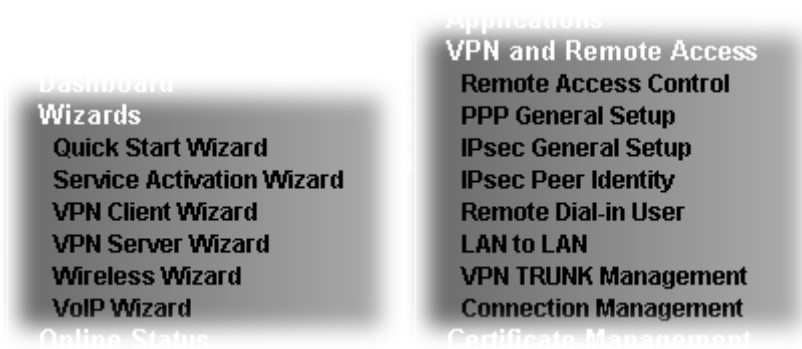 Dashboard
Wizards
Quick Start Wizard
Service Activation Wizard
VPN Client Wizard
VPN Server Wizard
Wireless Wizard
VoIP Wizard
Online Status
Applications
VPN and Remote Access
Remote Access Control
PPP General Setup
IPsec General Setup
IPsec Peer Identity
Remote Dial-in User
LAN to LAN
VPN TRUNK Management
Connection Management
Certificate Management